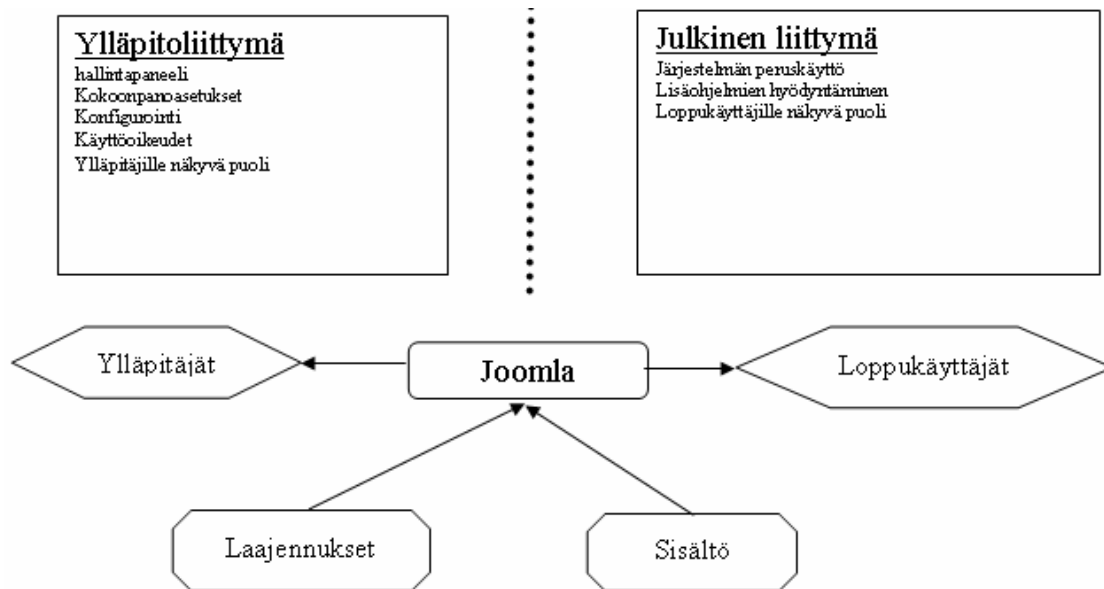 Ylläpitoliittymä
hallintapaneeli
Kokoonpanoasetukset
Konfigurointi
Käyttöoikeudet
Ylläpitäjille näkyvä puoli
Julkinen liittymä
Järjestelmän peruskäyttö
Lisäohjelmien hyödyntäminen
Loppukäyttäjille näkyvä puoli
Ylläpitäjät
Joomla
Loppukäyttäjät
Laajennukset
Sisältö